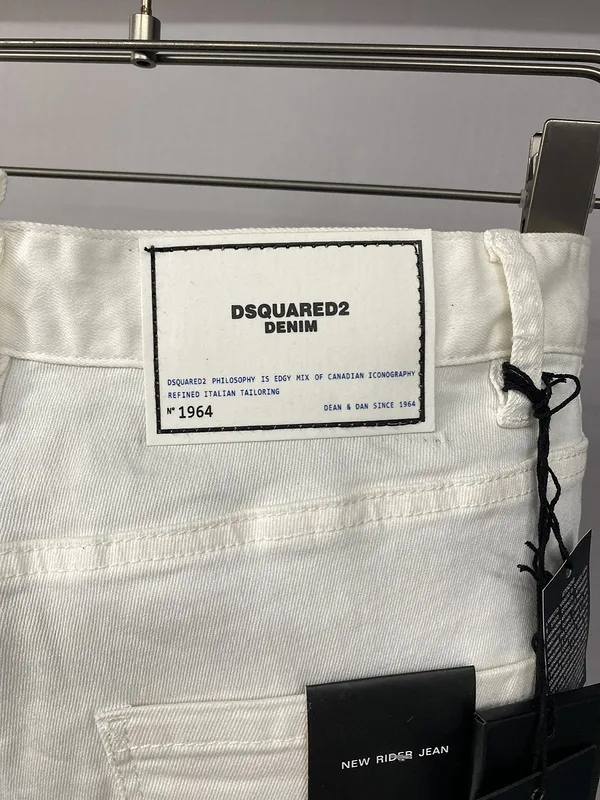 DSQUARED2
DENIM
DSQUARED2 PHILOSOPHY IS EDGY MIX OF CANADIAN ICONOGRAPHY
REFINED ITALIAN TAILORING
N° 1964
DEAN & DAN SINCE 1964
NEW RIDER JEAN